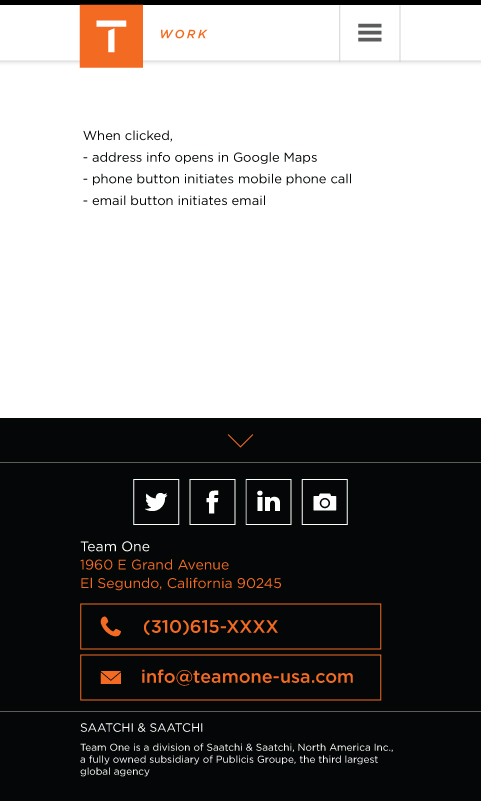 T WORK
When clicked,
- address info opens in Google Maps
- phone button initiates mobile phone call
- email button initiates email
f in
Team One
1960 E Grand Avenue
El Segundo, California 90245
(310)615-XXXX
info@teamone-usa.com
SAATCHI & SAATCHI
Team One is a division of Saatchi & Saatchi, North America Inc.,
a fully owned subsidiary of Publicis Groupe, the third largest
global agency